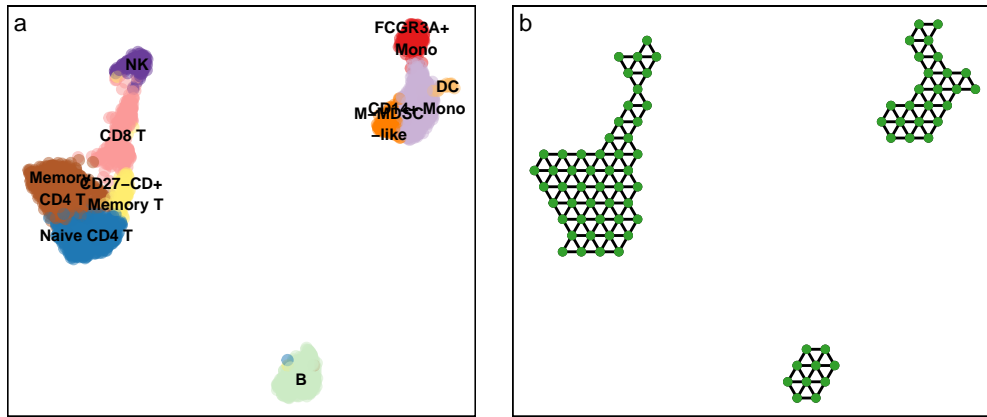 a
b
FCGR3A+
Mono
NK
DC
CD14+ Mono
M−MDSC
−like
CD8 T
Memory
CD4 T
CD27−CD+
Memory T
Naive CD4 T
B